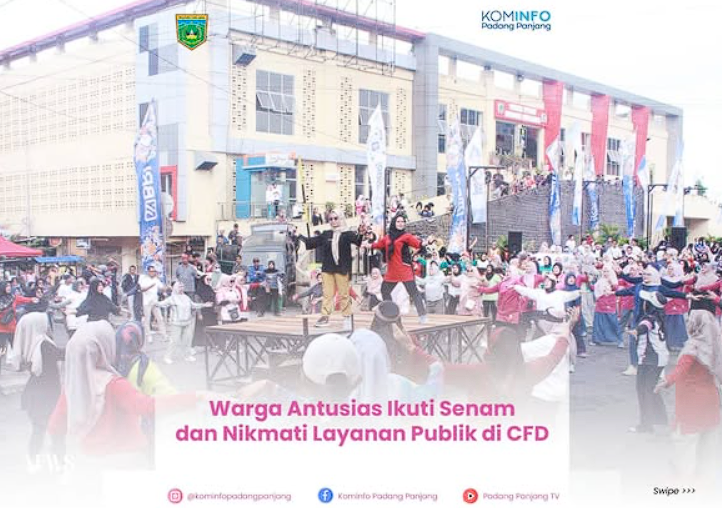 KOMINFO
Padang Panjang
BRI
Warga Antusias Ikuti Senam
dan Nikmati Layanan Publik di CFD
@kominfopadangpanjang
Kominfo Padang Panjang
Padang Panjang TV
Swipe >>>